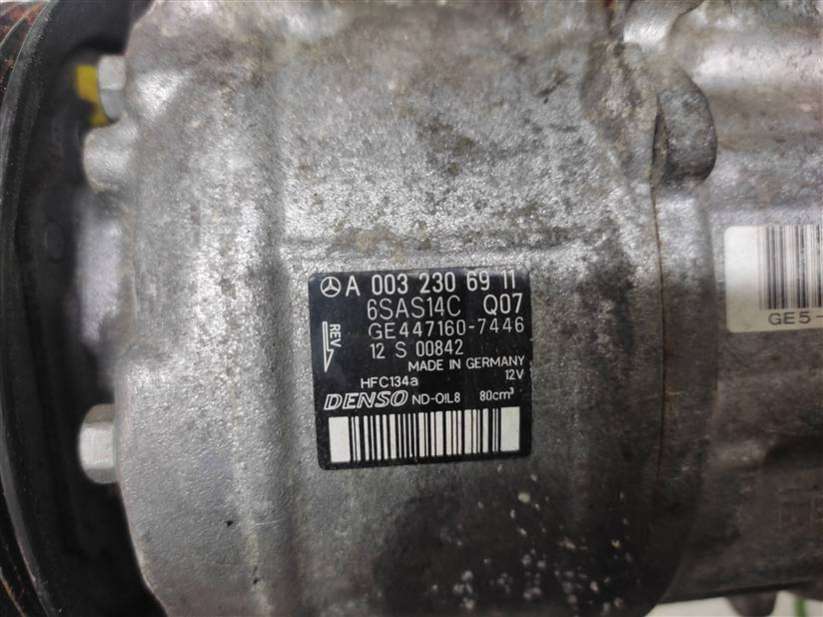 A 003 230 69 11
6SAS14C Q07
REV
GE447160-7446
12 S 00842
MADE IN GERMANY
HFC134a 12V
DENSO ND-OIL8 80cm³
GE5-